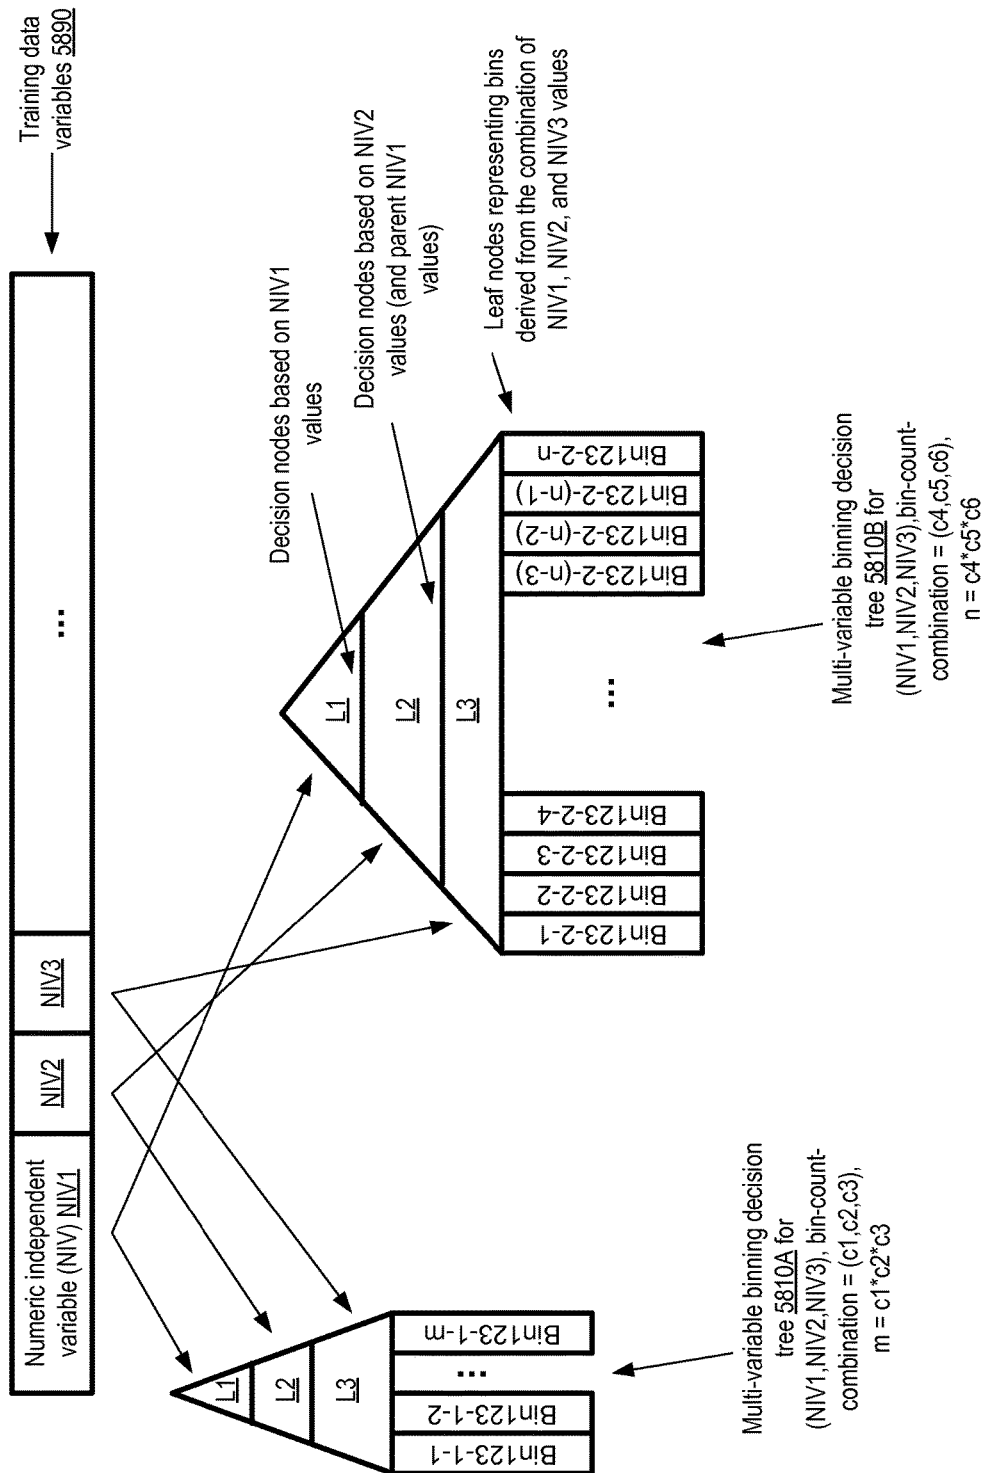 Training data
variables 5890
Numeric independent
variable (NIV) NIV1
NIV2
NIV3
...
Decision nodes based on NIV1
values
Decision nodes based on NIV2
values (and parent NIV1
values)
Leaf nodes representing bins
derived from the combination of
NIV1, NIV2, and NIV3 values
L1
L2
L3
Bin123-1-1
Bin123-1-2
...
Bin123-1-m
Multi-variable binning decision
tree 5810A for
(NIV1,NIV2,NIV3), bin-count-
combination = (c1,c2,c3),
m = c1*c2*c3
L1
L2
L3
Bin123-2-1
Bin123-2-2
Bin123-2-3
Bin123-2-4
...
Bin123-2-(n-3)
Bin123-2-(n-2)
Bin123-2-(n-1)
Bin123-2-n
Multi-variable binning decision
tree 5810B for
(NIV1,NIV2,NIV3),bin-count-
combination = (c4,c5,c6),
n = c4*c5*c6